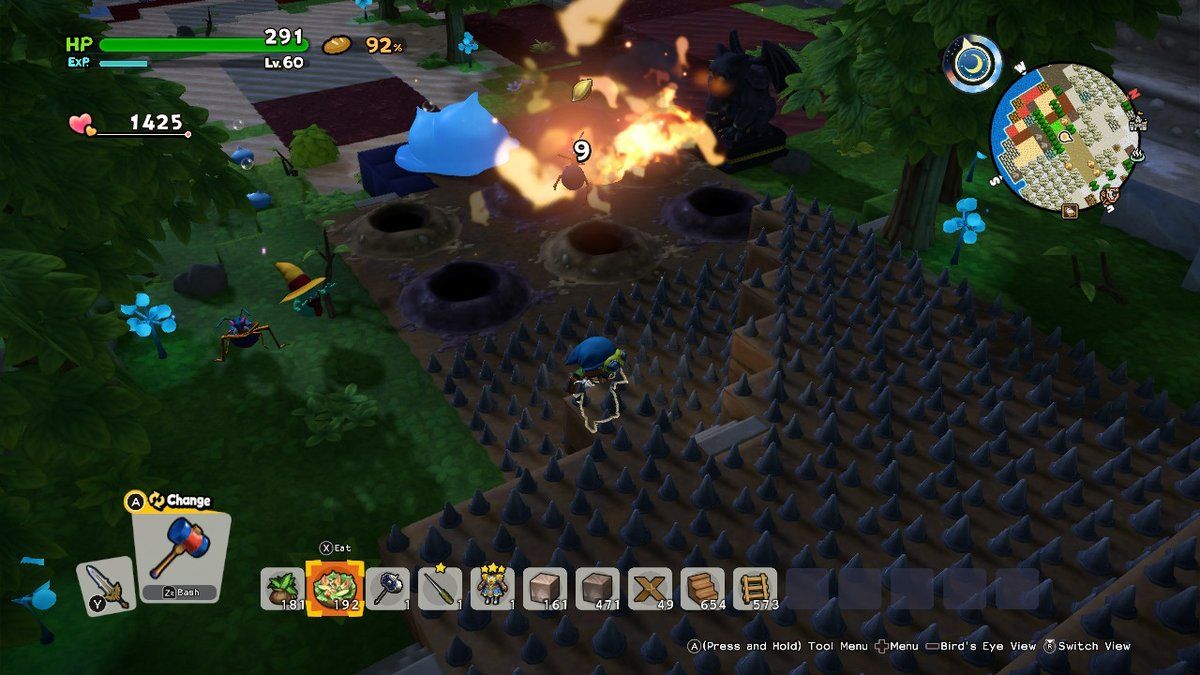 HP 291 92%
EXP. Lv.60
1425
9
A Change
Y
ZR Bash
X Eat
181 192 1 1 1 161 471 49 654 573
A (Press and Hold) Tool Menu Menu Bird's Eye View R Switch View